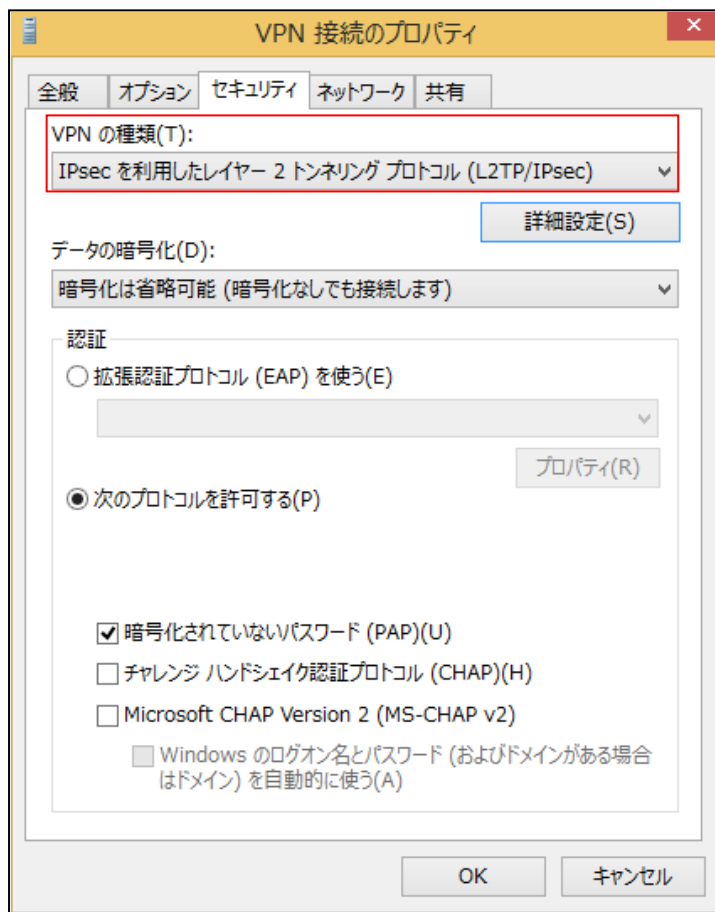 VPN 接続のプロパティ
全般 オプション セキュリティ ネットワーク 共有
VPN の種類(T):
IPsec を利用したレイヤー 2 トンネリング プロトコル (L2TP/IPsec)
詳細設定(S)
データの暗号化(D):
暗号化は省略可能 (暗号化なしでも接続します)
認証
拡張認証プロトコル (EAP) を使う(E)
プロパティ(R)
次のプロトコルを許可する(P)
暗号化されていないパスワード (PAP)(U)
チャレンジ ハンドシェイク認証プロトコル (CHAP)(H)
Microsoft CHAP Version 2 (MS-CHAP v2)
Windows のログオン名とパスワード (およびドメインがある場合
はドメイン) を自動的に使う(A)
OK キャンセル